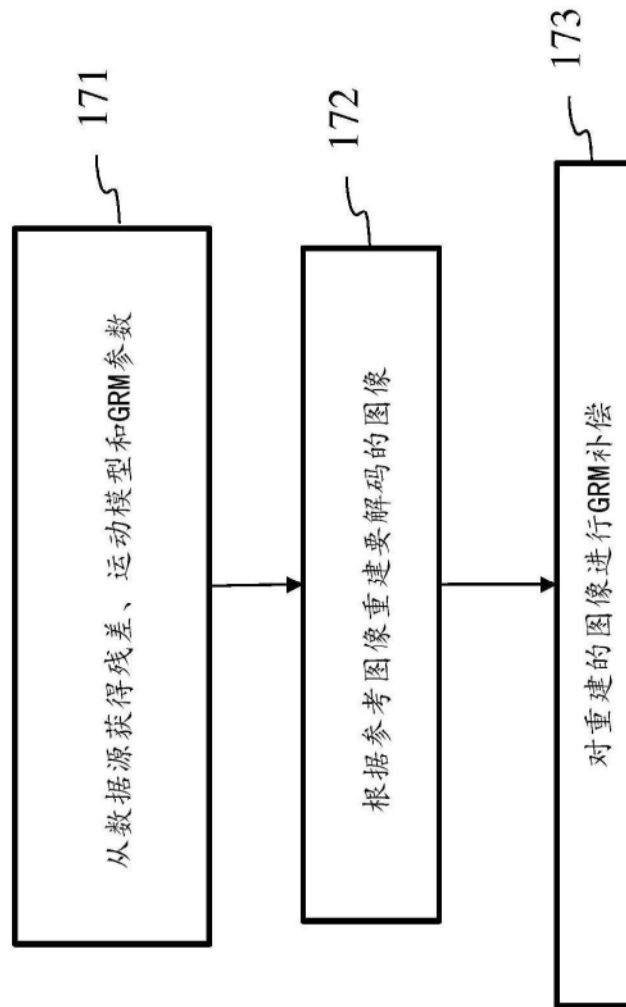 171
从数据源获得残差、运动模型和GRM参数
172
根据参考图像重建要解码的图像
173
对重建的图像进行GRM补偿